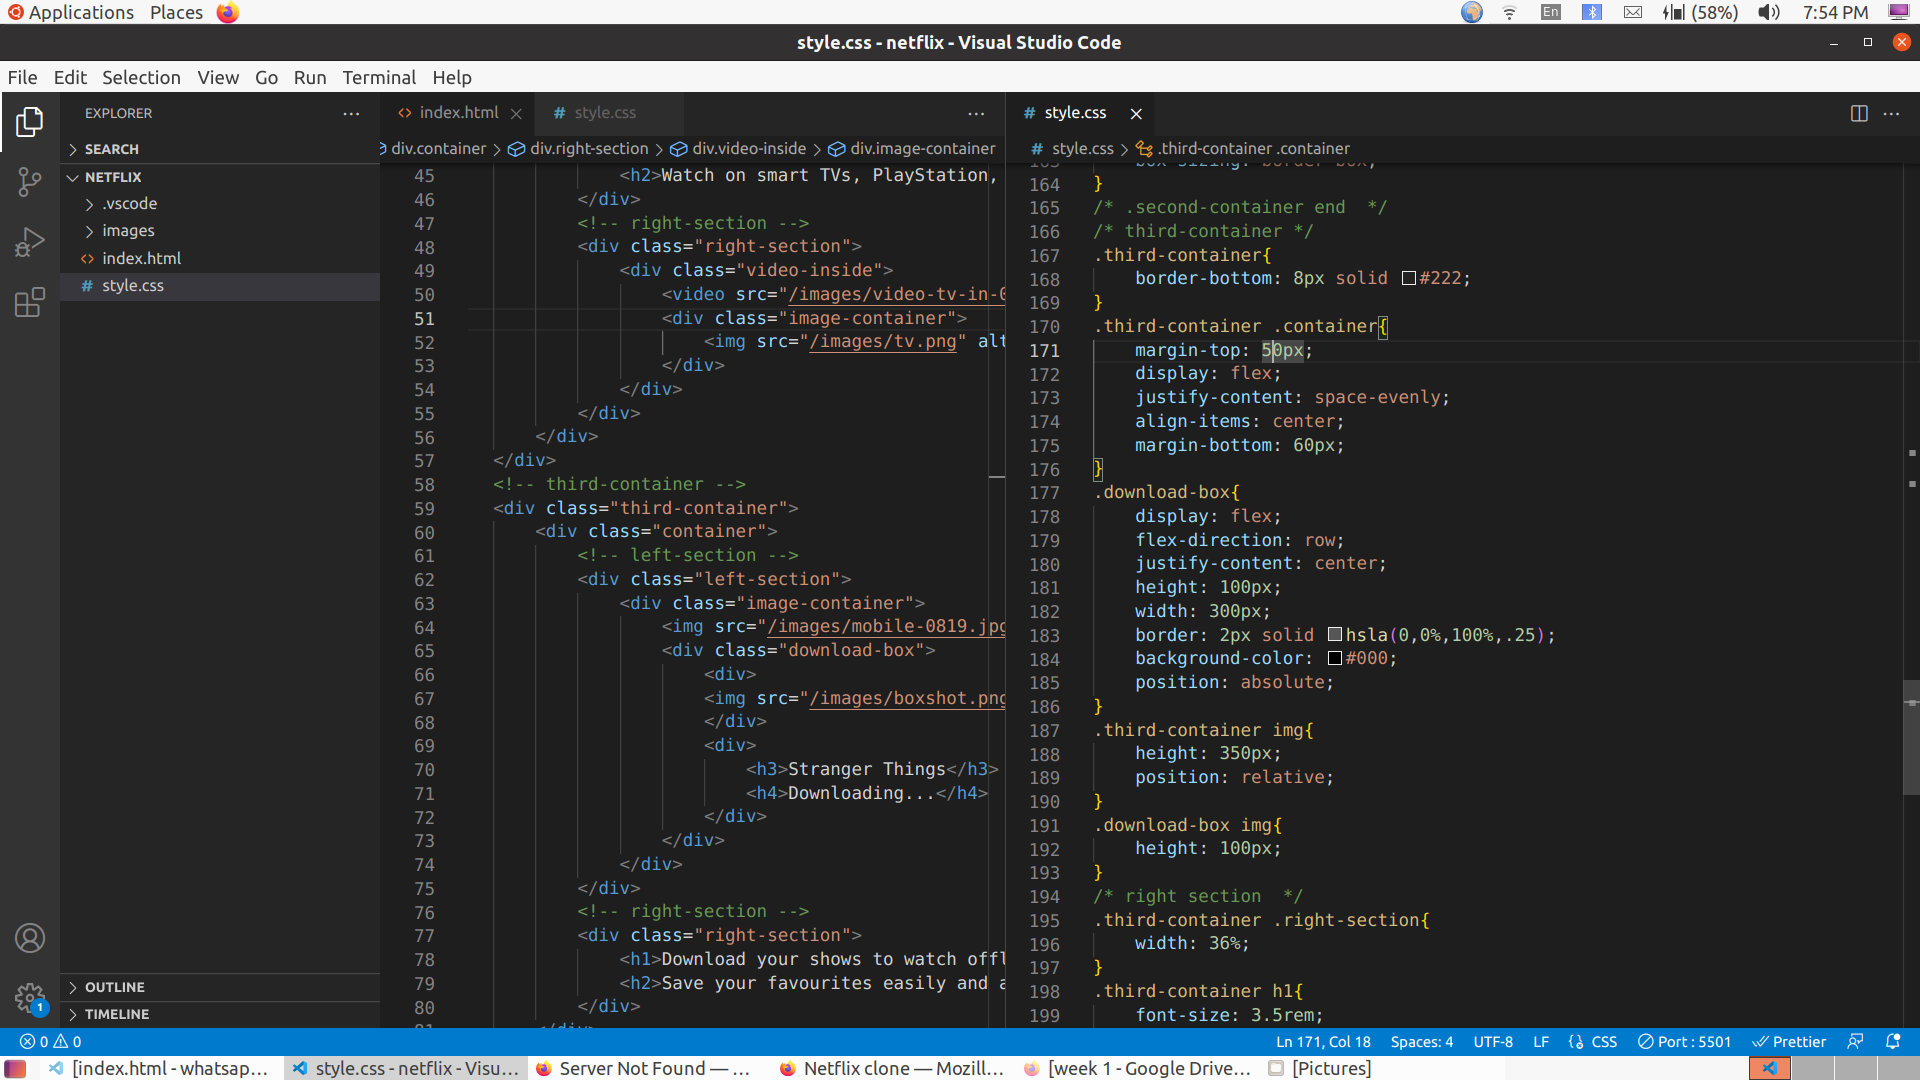 Applications Places En (58%) 7:54 PM
style.css - netflix - Visual Studio Code
File Edit Selection View Go Run Terminal Help
EXPLORER
SEARCH
NETFLIX
.vscode
images
index.html
style.css
OUTLINE
TIMELINE
index.html
style.css
div.container > div.right-section > div.video-inside > div.image-container
45 <h2>Watch on smart TVs, PlayStation,
46 </div>
47 <!-- right-section -->
48 <div class="right-section">
49 <div class="video-inside">
50 <video src="/images/video-tv-in-0
51 <div class="image-container">
52 <img src="/images/tv.png" alt
53 </div>
54 </div>
55 </div>
56 </div>
57 </div>
58 <!-- third-container -->
59 <div class="third-container">
60 <div class="container">
61 <!-- left-section -->
62 <div class="left-section">
63 <div class="image-container">
64 <img src="/images/mobile-0819.jpg
65 <div class="download-box">
66 <div>
67 <img src="/images/boxshot.png
68 </div>
69 <div>
70 <h3>Stranger Things</h3>
71 <h4>Downloading...</h4>
72 </div>
73 </div>
74 </div>
75 </div>
76 <!-- right-section -->
77 <div class="right-section">
78 <h1>Download your shows to watch offl
79 <h2>Save your favourites easily and a
80 </div>
81 </div>
style.css
style.css > .third-container .container
163 box-sizing: border-box;
164 }
165 /* .second-container end  */
166 /* third-container */
167 .third-container{
168 border-bottom: 8px solid #222;
169 }
170 .third-container .container{
171 margin-top: 50px;
172 display: flex;
173 justify-content: space-evenly;
174 align-items: center;
175 margin-bottom: 60px;
176 }
177 .download-box{
178 display: flex;
179 flex-direction: row;
180 justify-content: center;
181 height: 100px;
182 width: 300px;
183 border: 2px solid hsla(0,0%,100%,.25);
184 background-color: #000;
185 position: absolute;
186 }
187 .third-container img{
188 height: 350px;
189 position: relative;
190 }
191 .download-box img{
192 height: 100px;
193 }
194 /* right section  */
195 .third-container .right-section{
196 width: 36%;
197 }
198 .third-container h1{
199 font-size: 3.5rem;
1
0 0 Ln 171, Col 18 Spaces: 4 UTF-8 LF CSS Port : 5501 Prettier
[index.html - whatsap... style.css - netflix - Visu... Server Not Found — ... Netflix clone — Mozill... [week 1 - Google Drive... [Pictures]